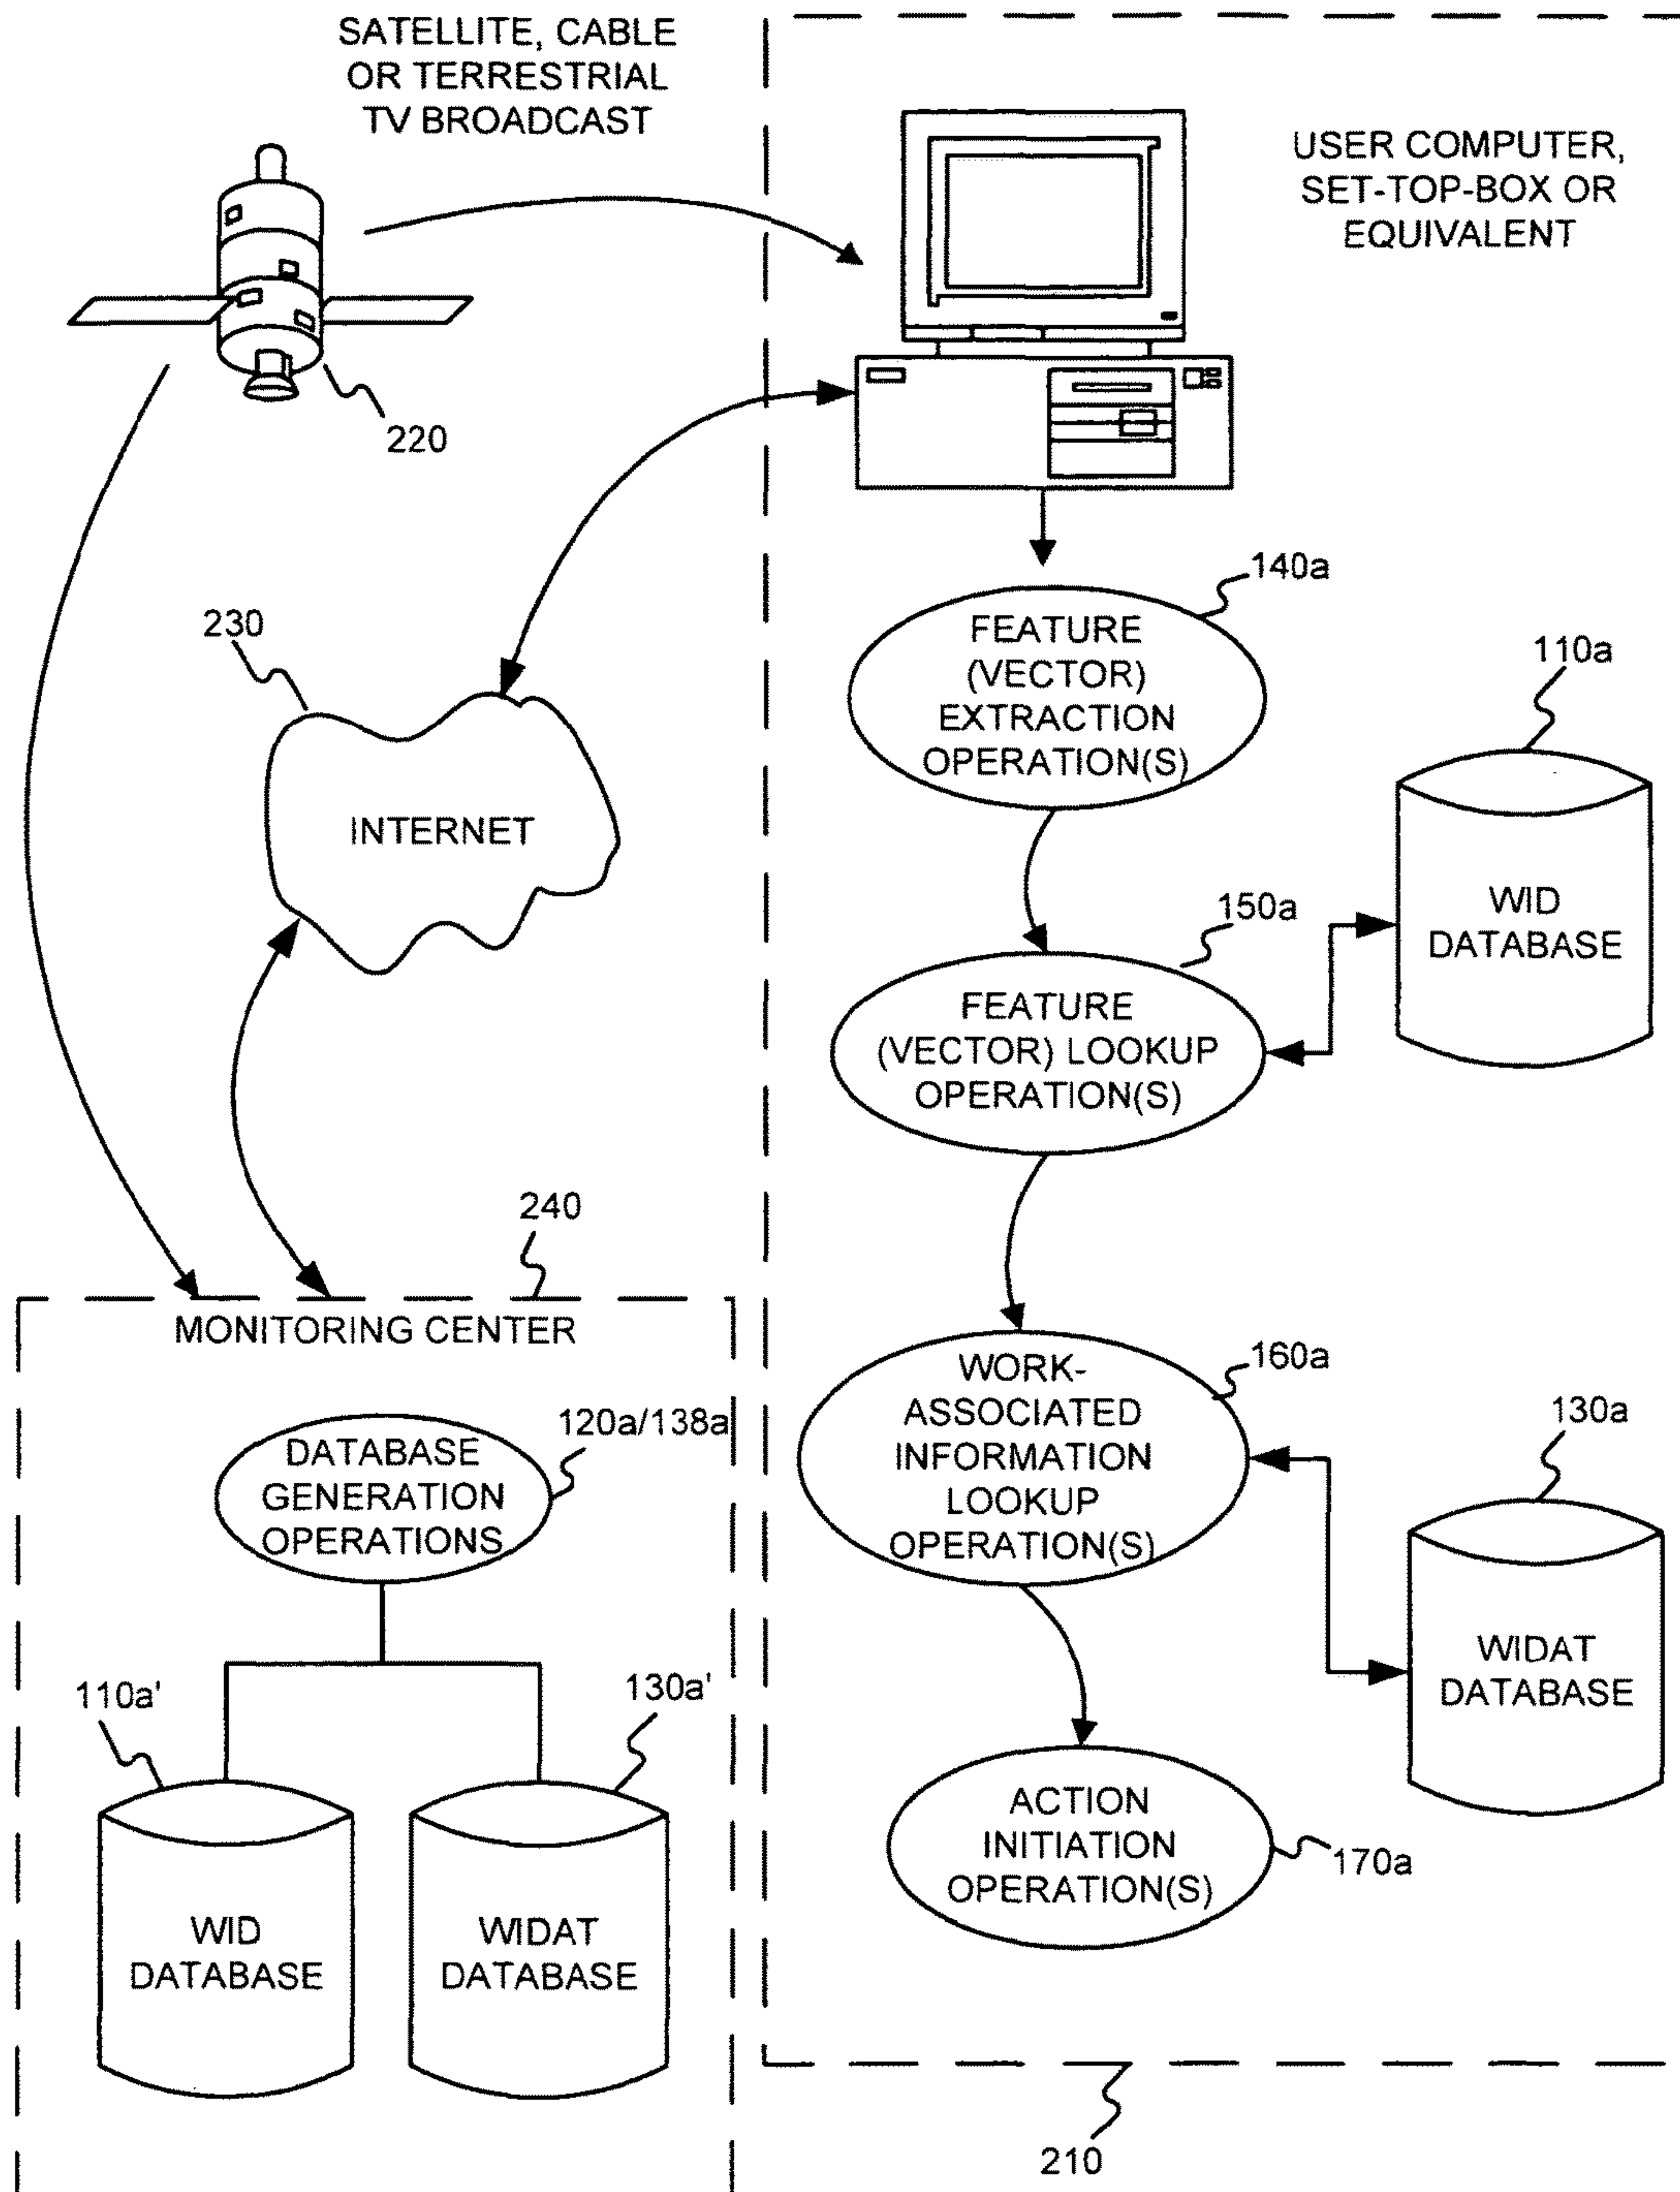 SATELLITE, CABLE
OR TERRESTRIAL
TV BROADCAST
USER COMPUTER,
SET-TOP-BOX OR
EQUIVALENT
220
140a
FEATURE
(VECTOR)
EXTRACTION
OPERATION(S)
230
110a
INTERNET
WID
DATABASE
150a
FEATURE
(VECTOR) LOOKUP
OPERATION(S)
240
MONITORING CENTER
160a
WORK-
ASSOCIATED
INFORMATION
LOOKUP
OPERATION(S)
130a
120a/138a
DATABASE
GENERATION
OPERATIONS
WIDAT
DATABASE
110a'
130a'
ACTION
INITIATION
OPERATION(S)
170a
WID
DATABASE
WIDAT
DATABASE
210